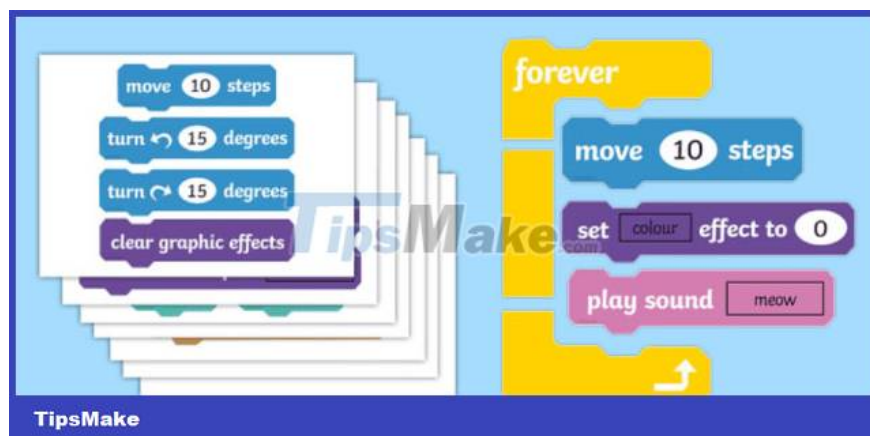 move 10 steps
turn 15 degrees
turn 15 degrees
clear graphic effects
forever
move 10 steps
set colour effect to 0
play sound meow
TipsMake.com
TipsMake